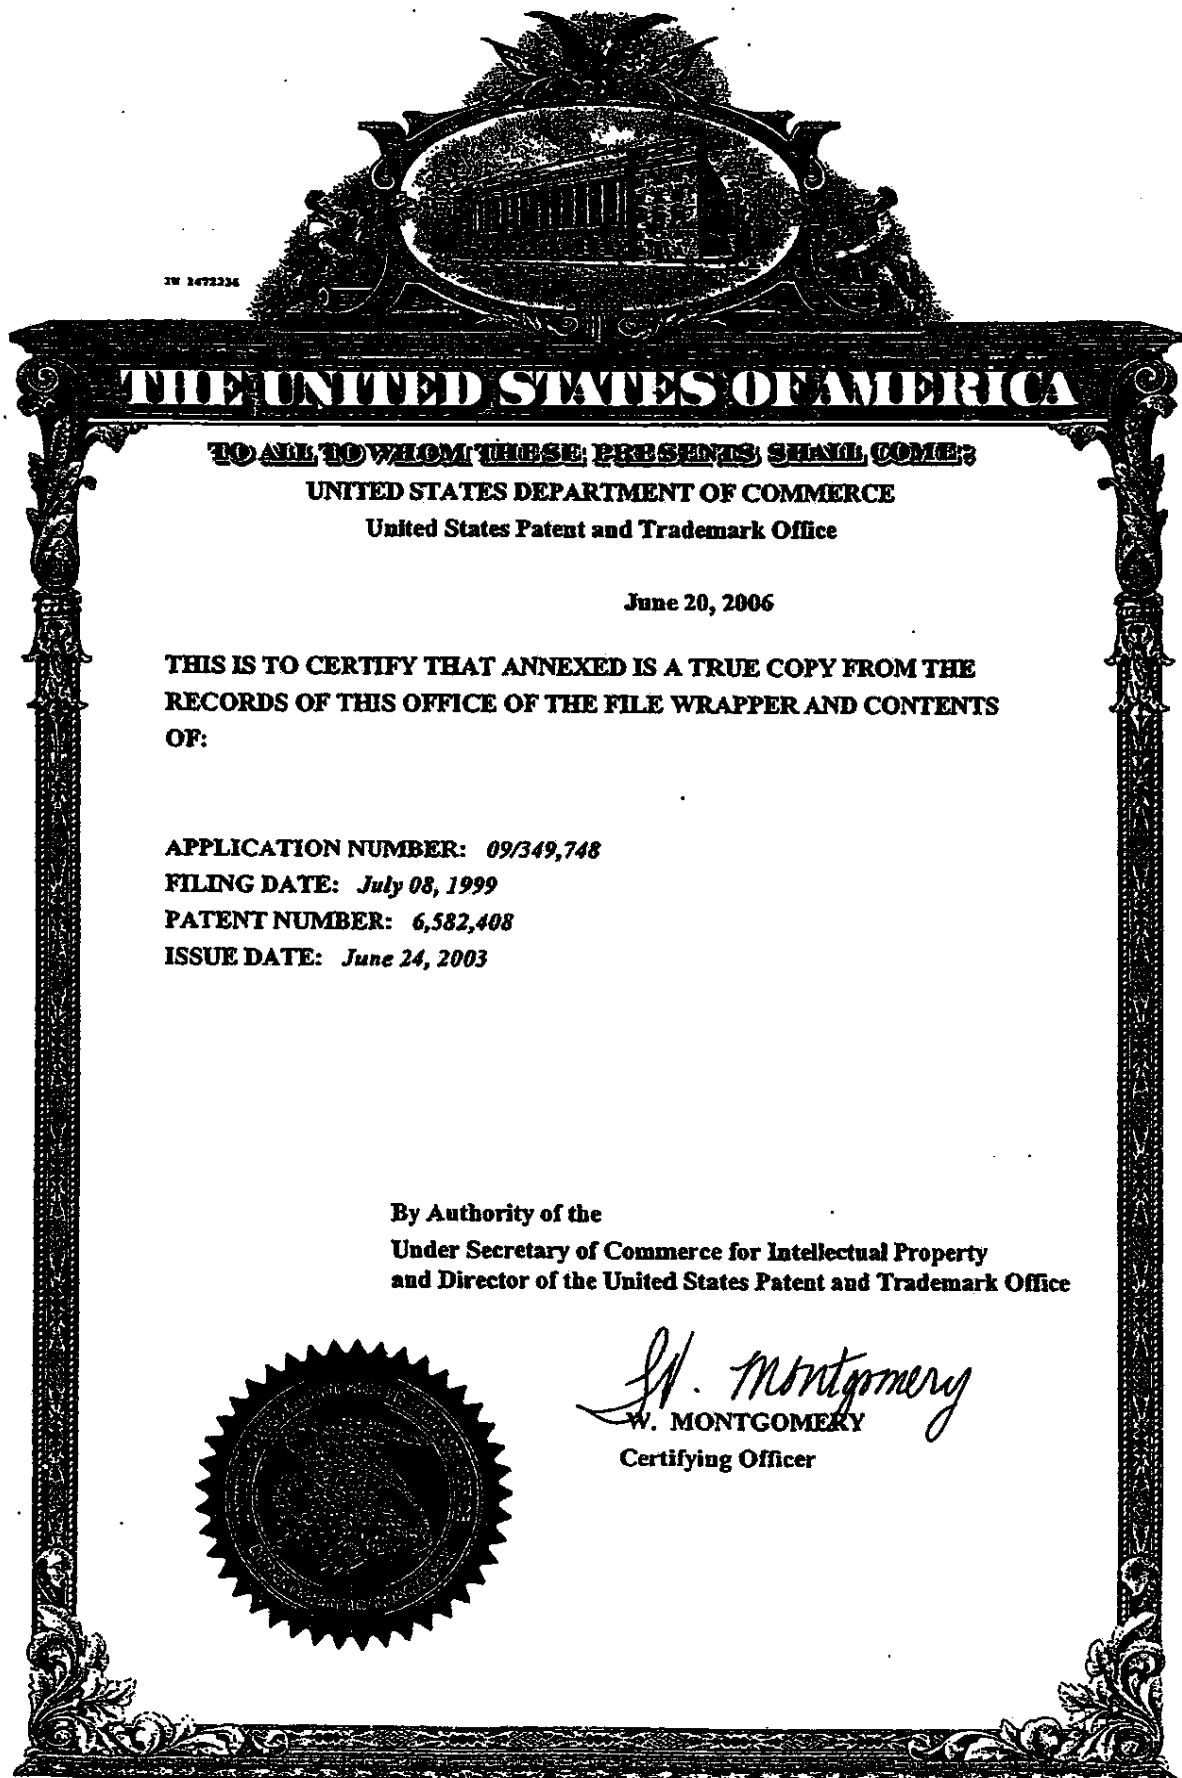 THE UNITED STATES OF AMERICA
TO ALL TO WHOM THESE PRESENTS SHALL COME:
UNITED STATES DEPARTMENT OF COMMERCE
United States Patent and Trademark Office
June 20, 2006
THIS IS TO CERTIFY THAT ANNEXED IS A TRUE COPY FROM THE
RECORDS OF THIS OFFICE OF THE FILE WRAPPER AND CONTENTS
OF:
APPLICATION NUMBER: 09/349,748
FILING DATE: July 08, 1999
PATENT NUMBER: 6,582,408
ISSUE DATE: June 24, 2003
By Authority of the
Under Secretary of Commerce for Intellectual Property
and Director of the United States Patent and Trademark Office
W. Montgomery
W. MONTGOMERY
Certifying Officer